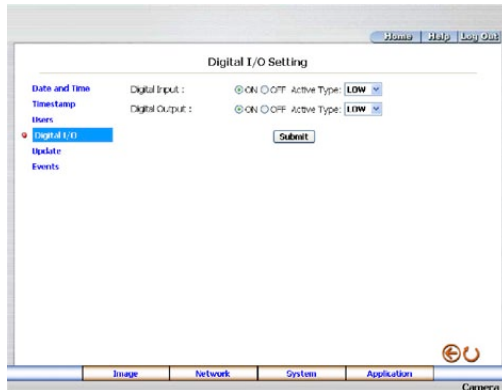 Home Help Log Out
Digital I/O Setting
Date and Time
Timestamp
Users
Digital I/O
Update
Events
Digital Input : ON OFF Active Type: LOW
Digital Output : ON OFF Active Type: LOW
Submit
Image Network System Application
Camera